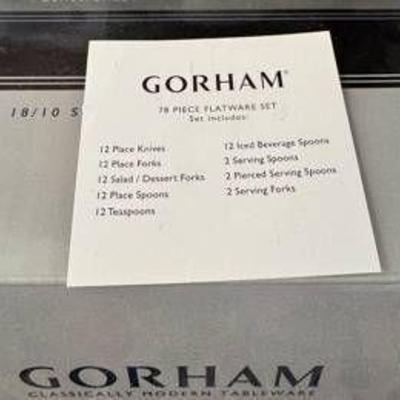 GORHAM®
78 PIECE FLATWARE SET
Set includes:
12 Place Knives
12 Place Forks
12 Salad / Dessert Forks
12 Place Spoons
12 Teaspoons
12 Iced Beverage Spoons
2 Serving Spoons
2 Pierced Serving Spoons
2 Serving Forks
18/10 S
GORHAM
CLASSICALLY MODERN TABLEWARE